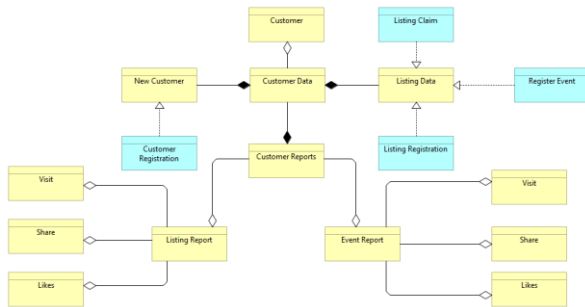 Customer
Listing Claim
New Customer
Customer Data
Listing Data
Register Event
Customer
Registration
Customer Reports
Listing Registration
Visit
Visit
Share
Listing Report
Event Report
Share
Likes
Likes